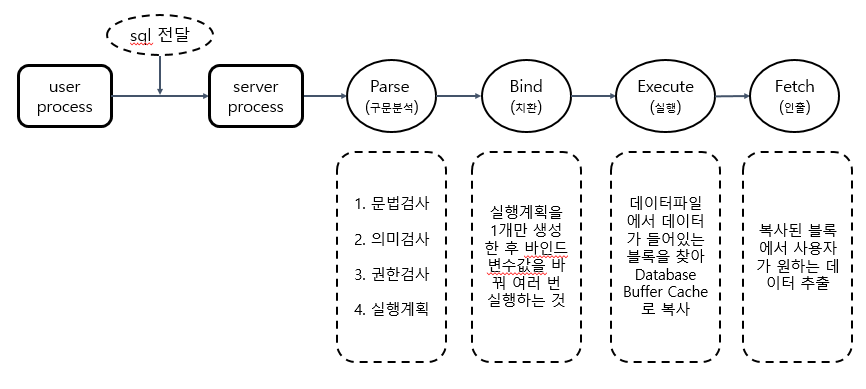 sql 전달
user
process
server
process
Parse
(구문분석)
Bind
(치환)
Execute
(실행)
Fetch
(인출)
1. 문법검사
2. 의미검사
3. 권한검사
4. 실행계획
실행계획을
1개만 생성
한 후 바인드
변수값을 바
꿔 여러 번
실행하는 것
데이터파일
에서 데이터
가 들어있는
블록을 찾아
Database
Buffer Cache
로 복사
복사된 블록
에서 사용자
가 원하는 데
이터 추출